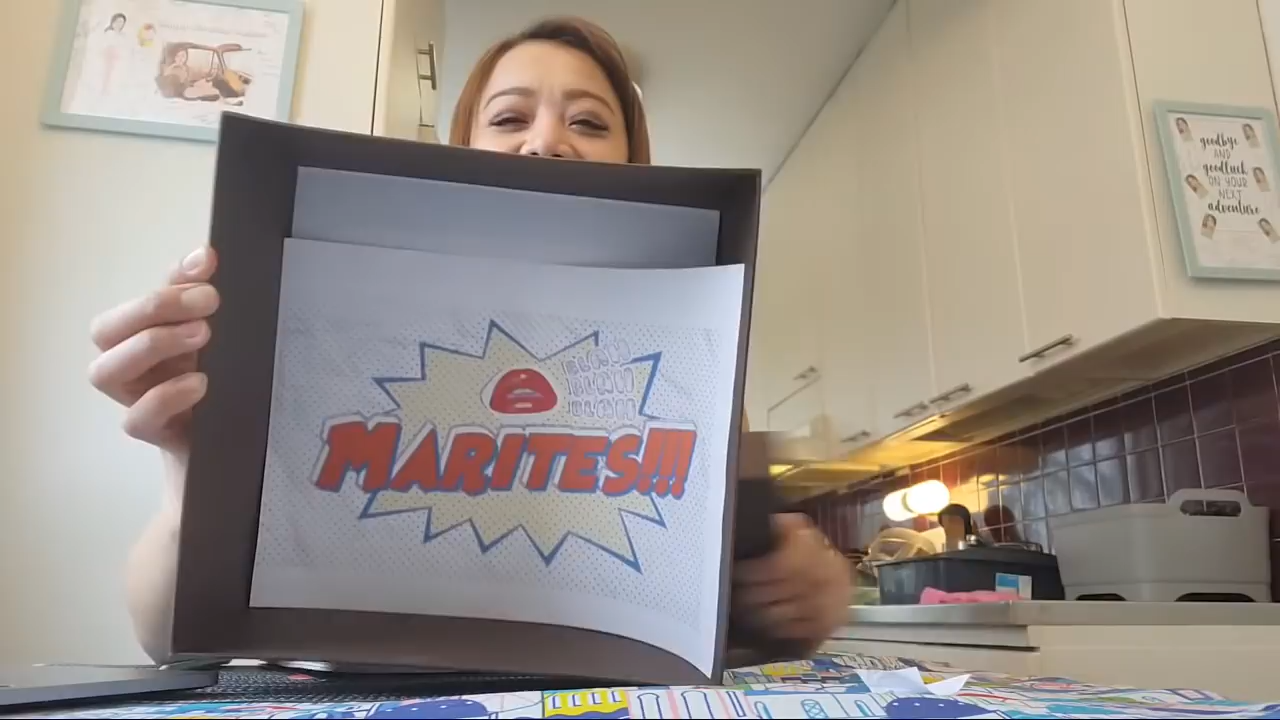 BLAH
BLAH
BLAH
MARITES!!!
goodbye
AND
goodluck
ON YOUR
NEXT
adventure